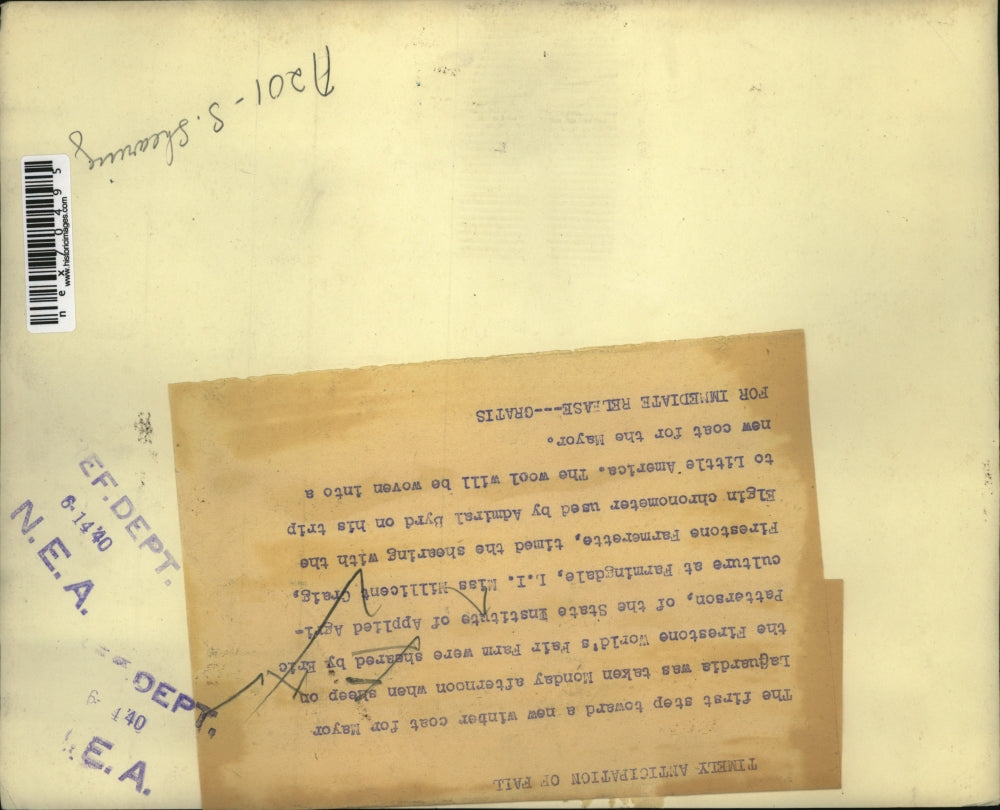 A201 - S. Shearing
nex70495
www.historicimages.com
TIMELY ANTICIPATION OF FALL
The first step toward a new winter coat for Mayor
LaGuardia was taken Monday afternoon when sheep on
the Firestone World's Fair Farm were sheared by Eric
Patterson, of the State Institute of Applied Agri-
culture at Farmingdale, L.I. Miss Millicent Craig,
Firestone Farmerette, timed the shearing with the
Elgin chronometer used by Admiral Byrd on his trip
to Little America. The wool will be woven into a
new coat for the Mayor.
FOR IMMEDIATE RELEASE----GRATIS
EF. DEPT.
6-14'40
N. E. A.
DEPT.
4'40
E. A.